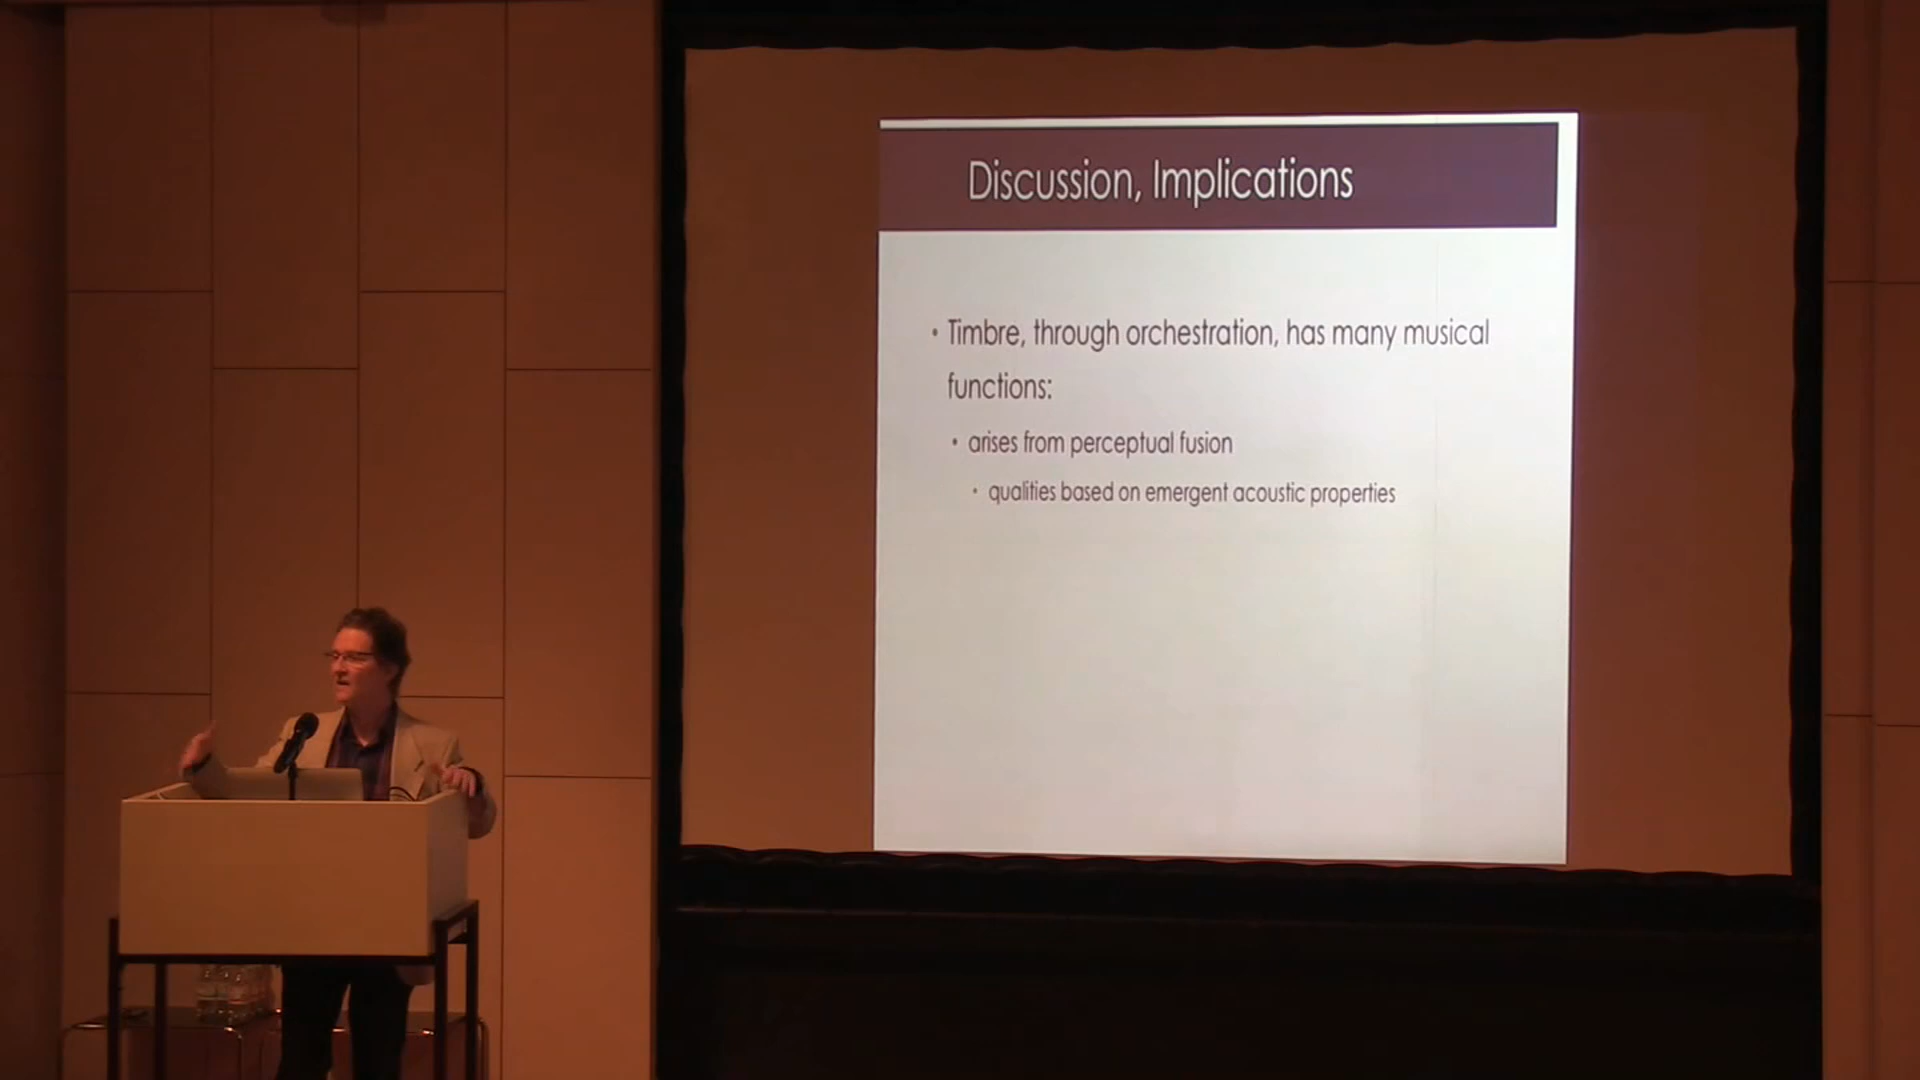 Discussion, Implications
• Timbre, through orchestration, has many musical
functions:
• arises from perceptual fusion
• qualities based on emergent acoustic properties